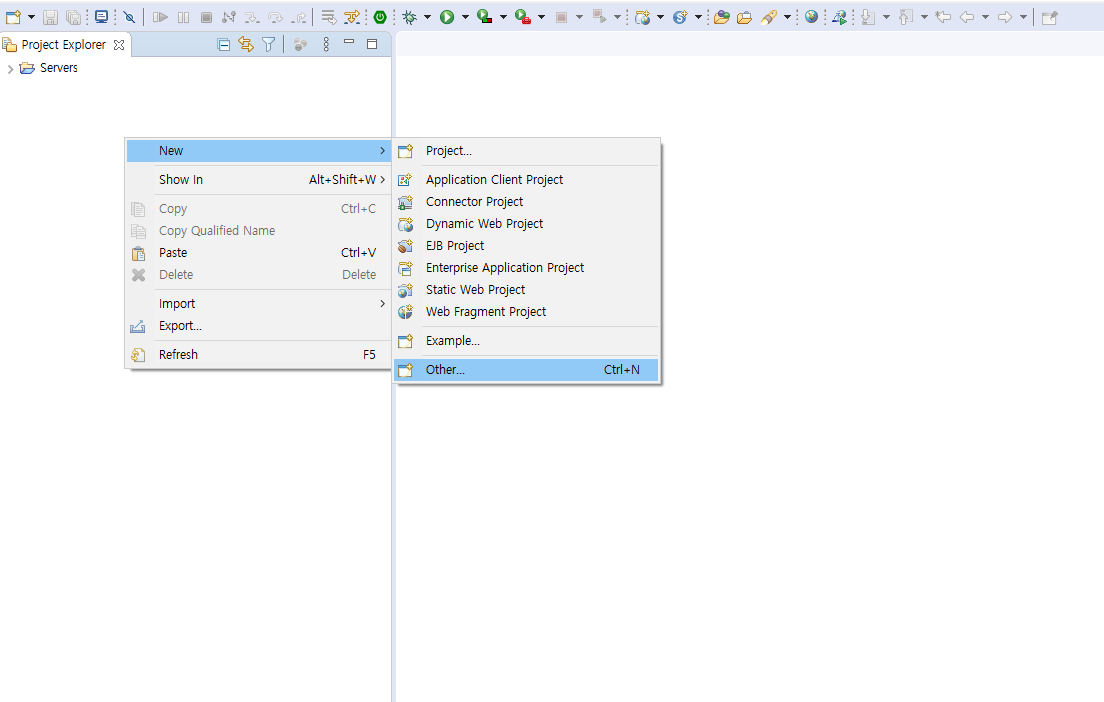 Project Explorer
Servers
New
Show In Alt+Shift+W
Copy Ctrl+C
Copy Qualified Name
Paste Ctrl+V
Delete Delete
Import
Export...
Refresh F5
Project...
Application Client Project
Connector Project
Dynamic Web Project
EJB Project
Enterprise Application Project
Static Web Project
Web Fragment Project
Example...
Other... Ctrl+N